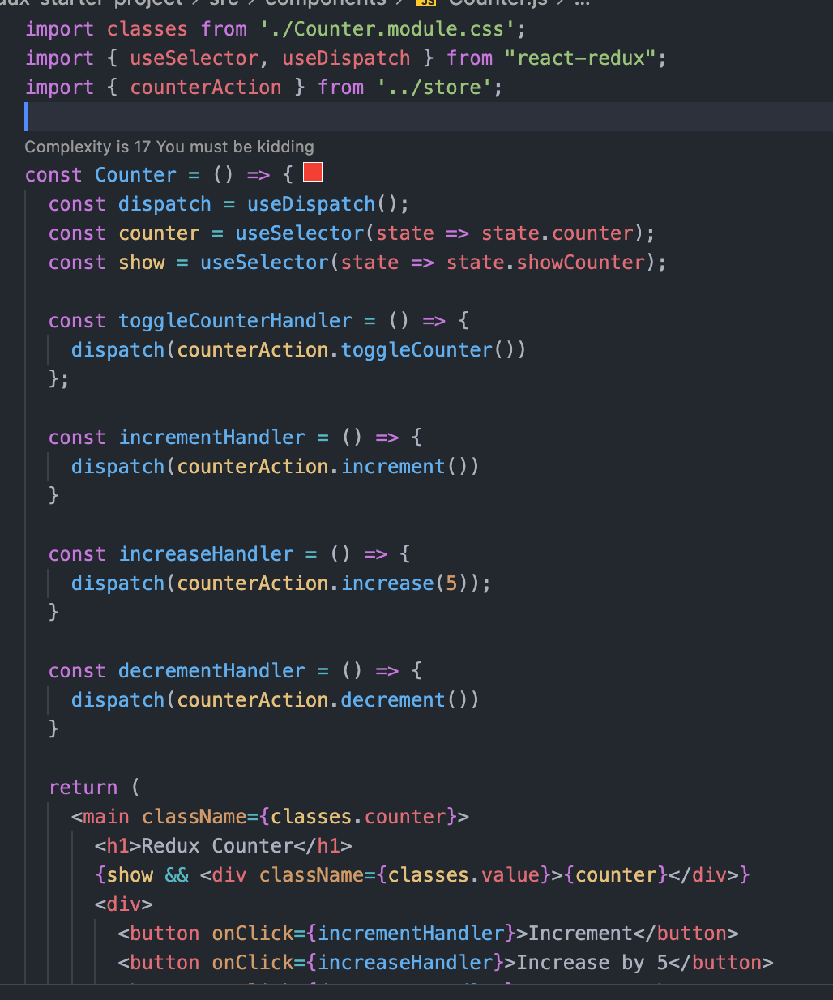 starter-project > src > components > JS Counter.js > ...
import classes from './Counter.module.css';
import { useSelector, useDispatch } from "react-redux";
import { counterAction } from '../store';
Complexity is 17 You must be kidding
const Counter = () => {
const dispatch = useDispatch();
const counter = useSelector(state => state.counter);
const show = useSelector(state => state.showCounter);
const toggleCounterHandler = () => {
dispatch(counterAction.toggleCounter())
};
const incrementHandler = () => {
dispatch(counterAction.increment())
}
const increaseHandler = () => {
dispatch(counterAction.increase(5));
}
const decrementHandler = () => {
dispatch(counterAction.decrement())
}
return (
<main className={classes.counter}>
<h1>Redux Counter</h1>
{show && <div className={classes.value}>{counter}</div>}
<div>
<button onClick={incrementHandler}>Increment</button>
<button onClick={increaseHandler}>Increase by 5</button>